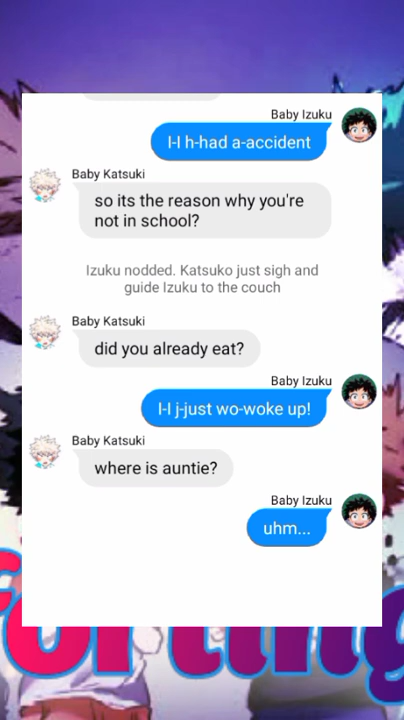 Baby Izuku
I-I h-had a-accident
Baby Katsuki
so its the reason why you're
not in school?
Izuku nodded. Katsuko just sigh and
guide Izuku to the couch
Baby Katsuki
did you already eat?
Baby Izuku
I-I j-just wo-woke up!
Baby Katsuki
where is auntie?
Baby Izuku
uhm...